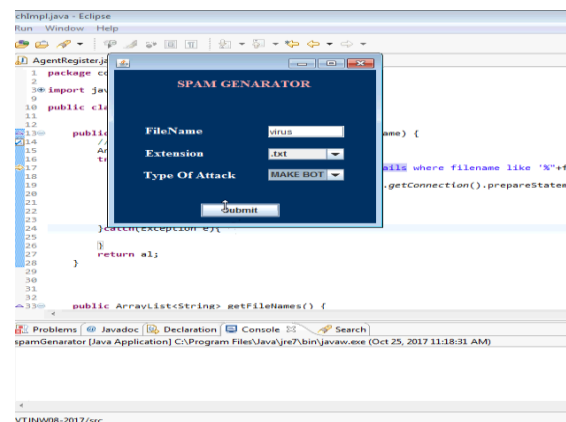 chImpl.java - Eclipse
Run Window Help
AgentRegister.ja
1 package co
2
3 import jav
9
10 public cla
11
12
13 public ame) {
14 //
15 Ar
16 tr
17 ails where filename like '%"+f
18
19 .getConnection().prepareStatem
20
21
22
23
24 }catch(Exception e){
25
26 }
27 return al;
28 }
29
30
31
32
33 public ArrayList<String> getFileNames() {
SPAM GENARATOR
FileName virus
Extension .txt
Type Of Attack MAKE BOT
Submit
Problems @ Javadoc Declaration Console Search
spamGenarator [Java Application] C:\Program Files\Java\jre7\bin\javaw.exe (Oct 25, 2017 11:18:31 AM)
VTJNW08-2017/src